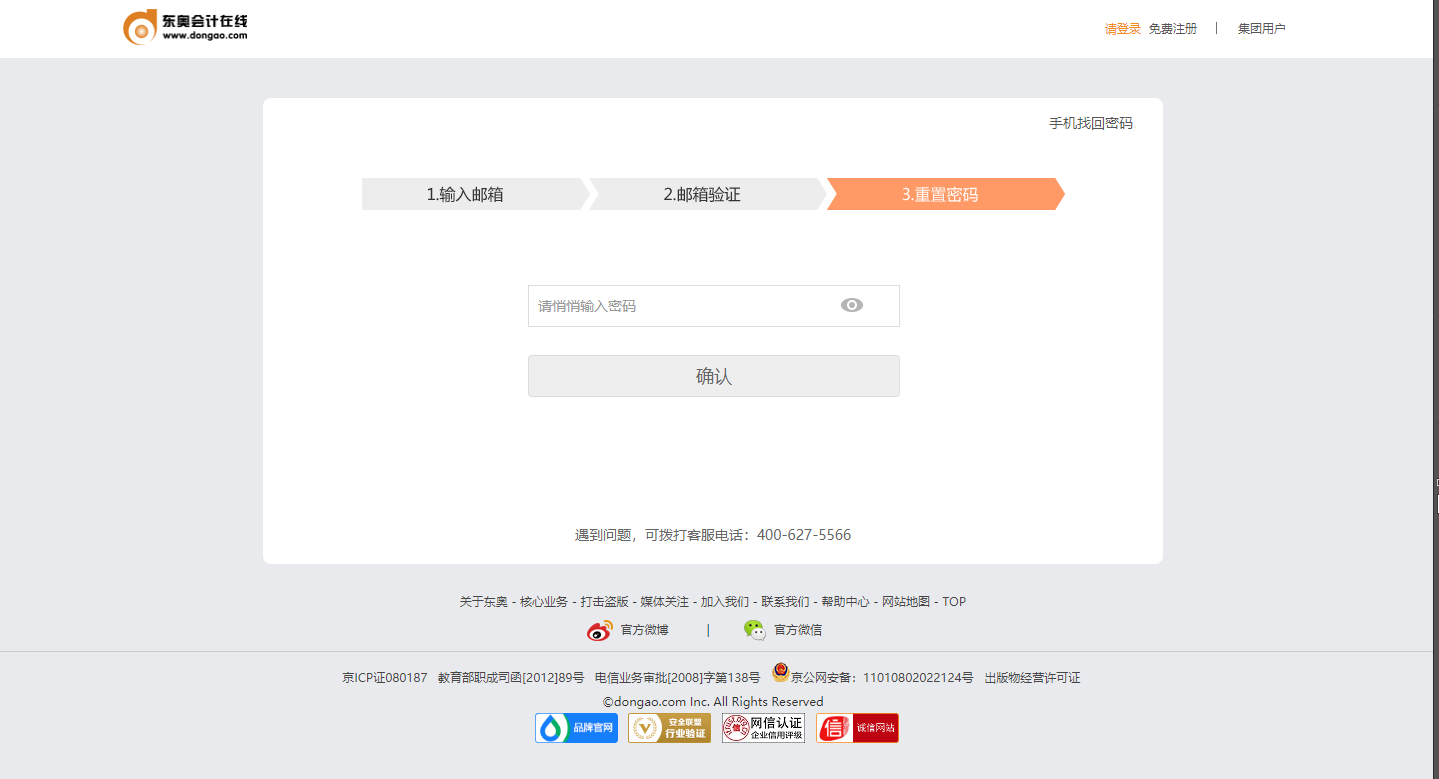 东奥会计在线
www.dongao.com
请登录 免费注册 | 集团用户
手机找回密码
1.输入邮箱 2.邮箱验证 3.重置密码
请悄悄输入密码
确认
遇到问题，可拨打客服电话：400-627-5566
关于东奥 - 核心业务 - 打击盗版 - 媒体关注 - 加入我们 - 联系我们 - 帮助中心 - 网站地图 - TOP
官方微博 | 官方微信
京ICP证080187 教育部职成司函[2012]89号 电信业务审批[2008]字第138号 京公网安备：11010802022124号 出版物经营许可证
©dongao.com Inc. All Rights Reserved
品牌官网
安全联盟
行业验证
网信认证
企业信用评级
信
诚信网站